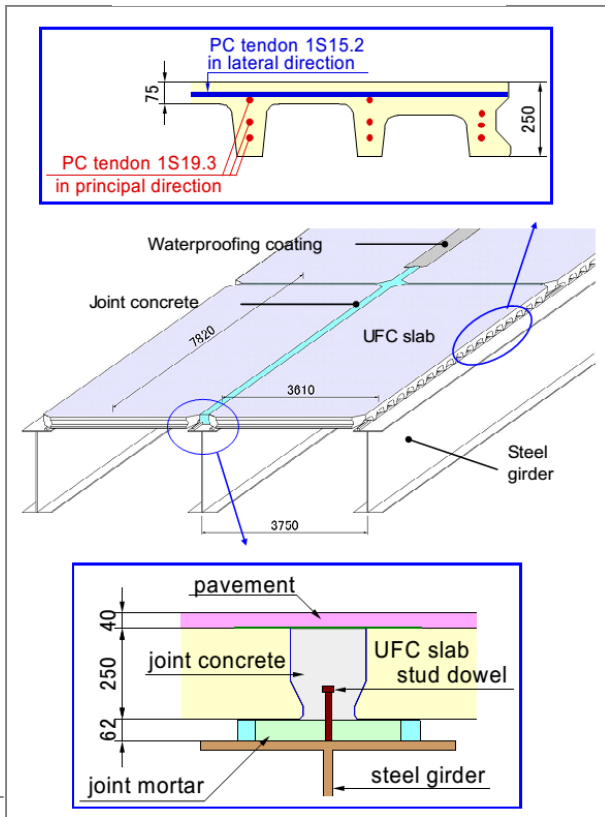 PC tendon 1S15.2
in lateral direction
75
250
PC tendon 1S19.3
in principal direction
Waterproofing coating
Joint concrete
7820
UFC slab
3610
Steel
girder
3750
pavement
40
joint concrete
UFC slab
250
stud dowel
62
joint mortar
steel girder